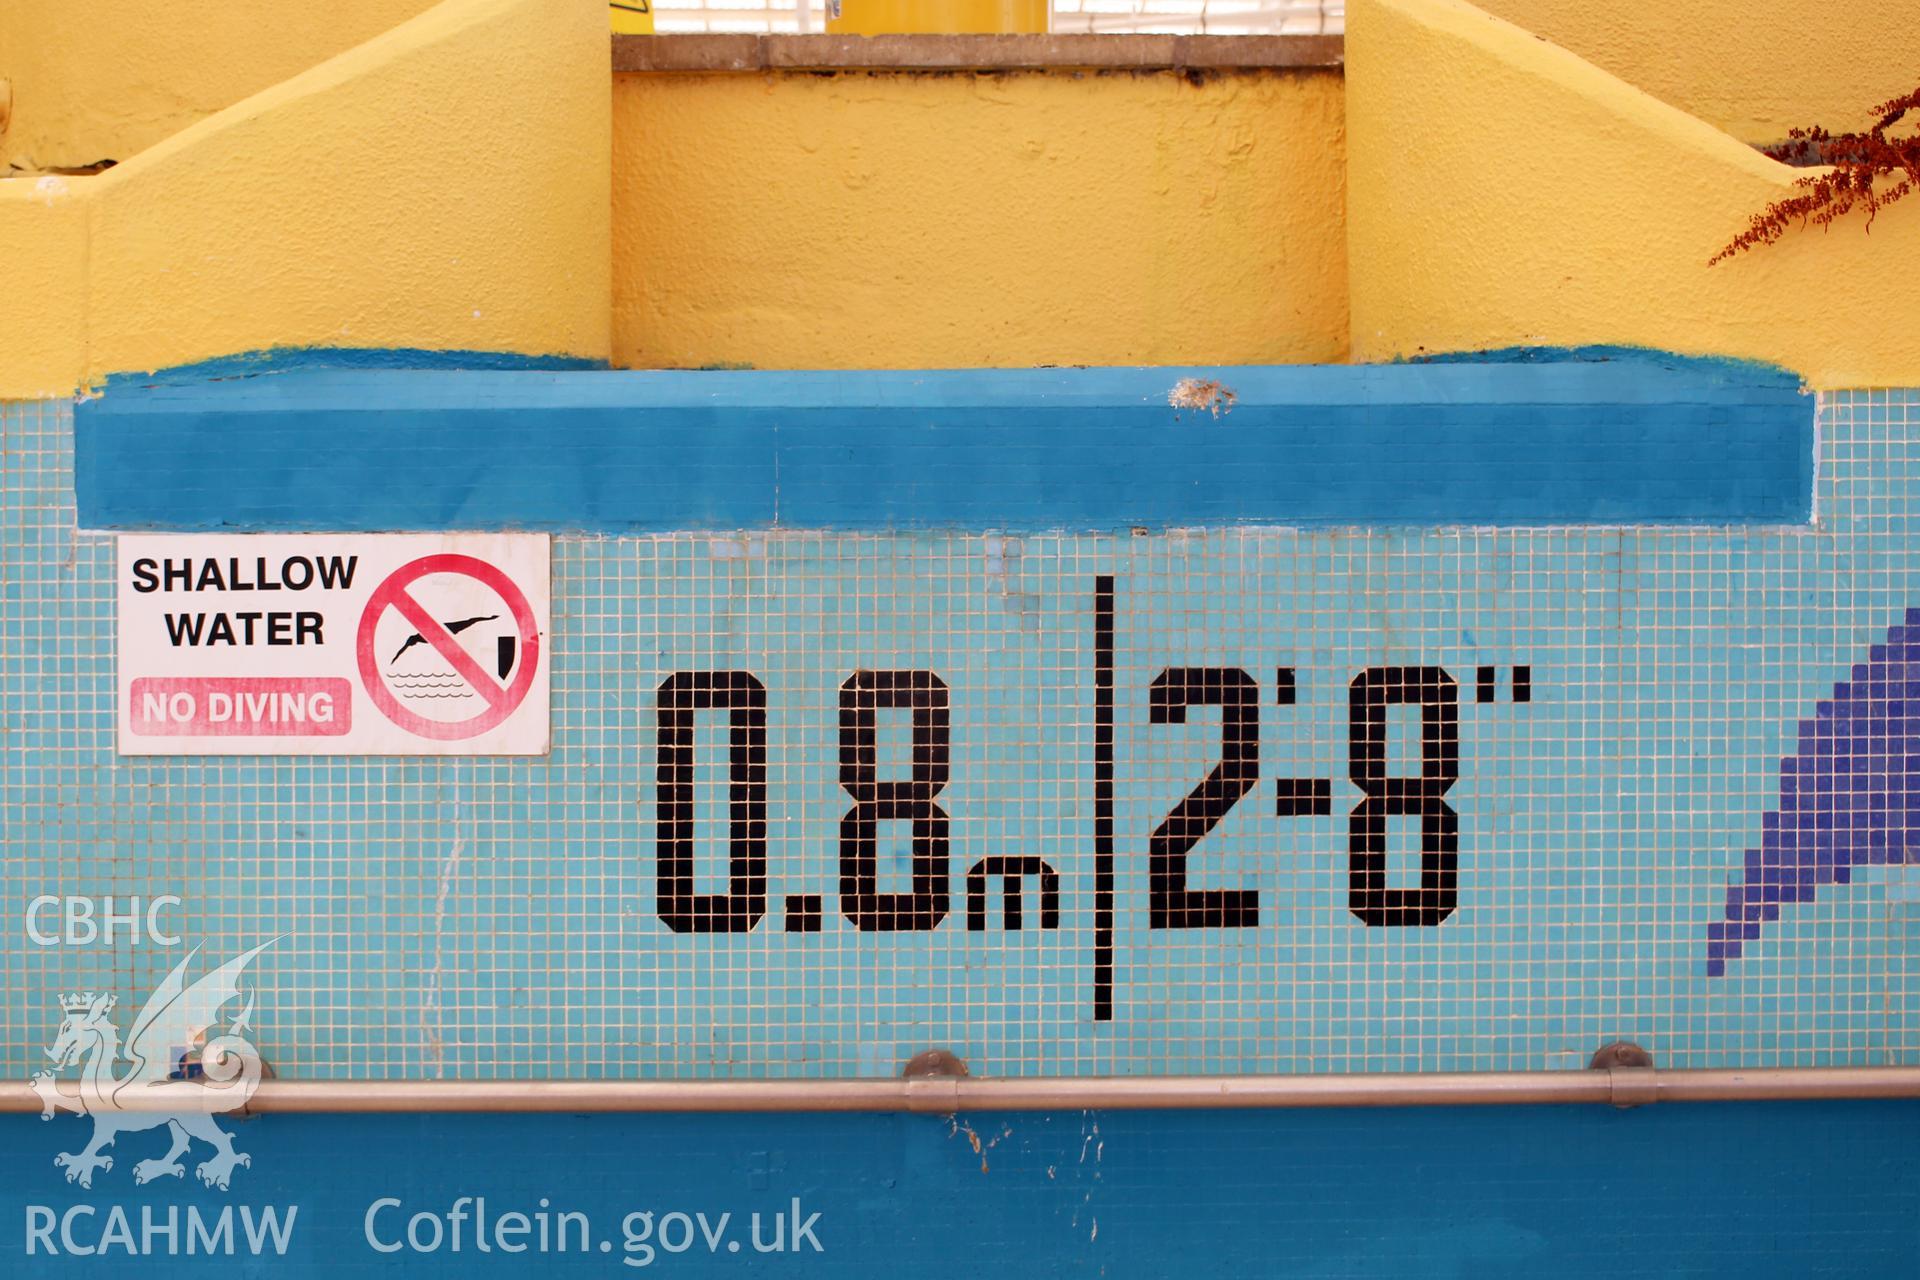 SHALLOW
WATER
NO DIVING
0.8m 2'-8"
CBHC
RCAHMW
Coflein.gov.uk